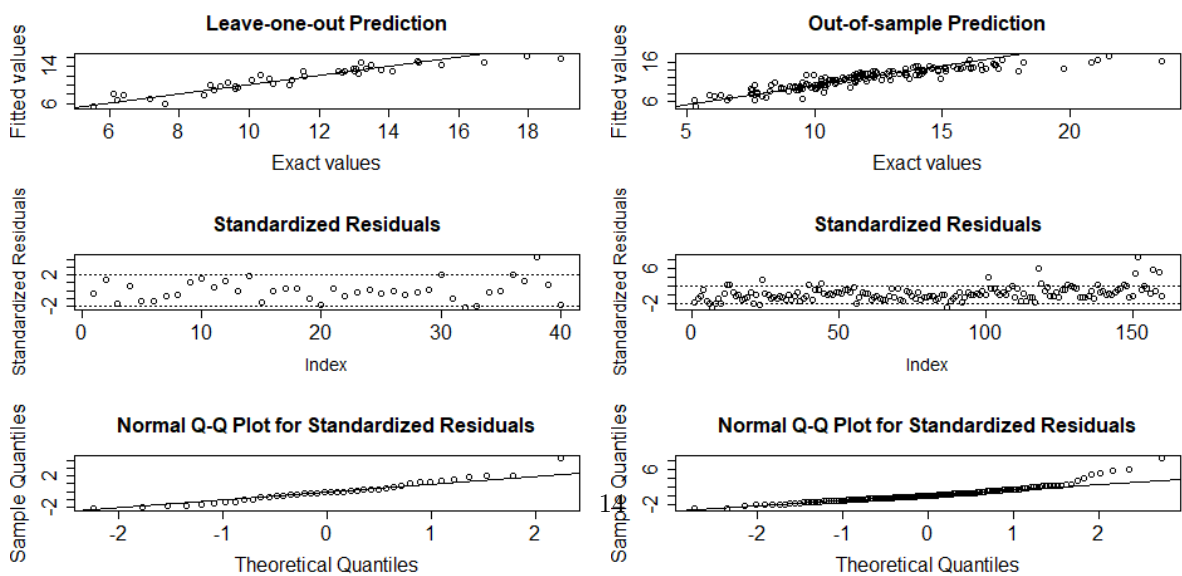 Leave-one-out Prediction
Fitted values
6 14
6 8 10 12 14 16 18
Exact values
Out-of-sample Prediction
Fitted values
6 16
5 10 15 20
Exact values
Standardized Residuals
Standardized Residuals
-2 2
0 10 20 30 40
Index
Standardized Residuals
Standardized Residuals
-2 6
0 50 100 150
Index
Normal Q-Q Plot for Standardized Residuals
Sample Quantiles
-2 2
-2 -1 0 1 2
Theoretical Quantiles
14
Normal Q-Q Plot for Standardized Residuals
Sample Quantiles
-2 6
-2 -1 0 1 2
Theoretical Quantiles